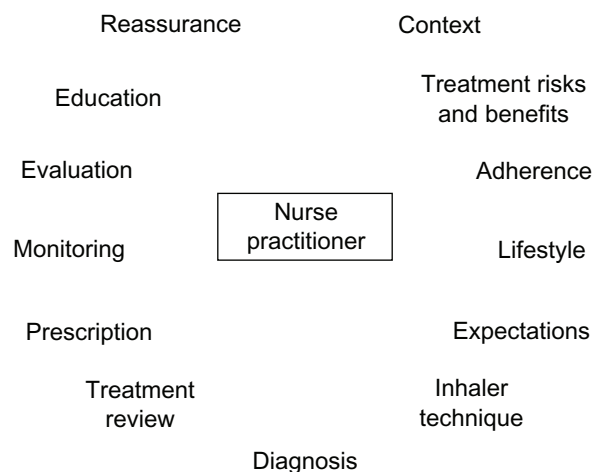 Reassurance
Context
Education
Treatment risks
and benefits
Evaluation
Adherence
Nurse
practitioner
Monitoring
Lifestyle
Prescription
Expectations
Treatment
review
Inhaler
technique
Diagnosis